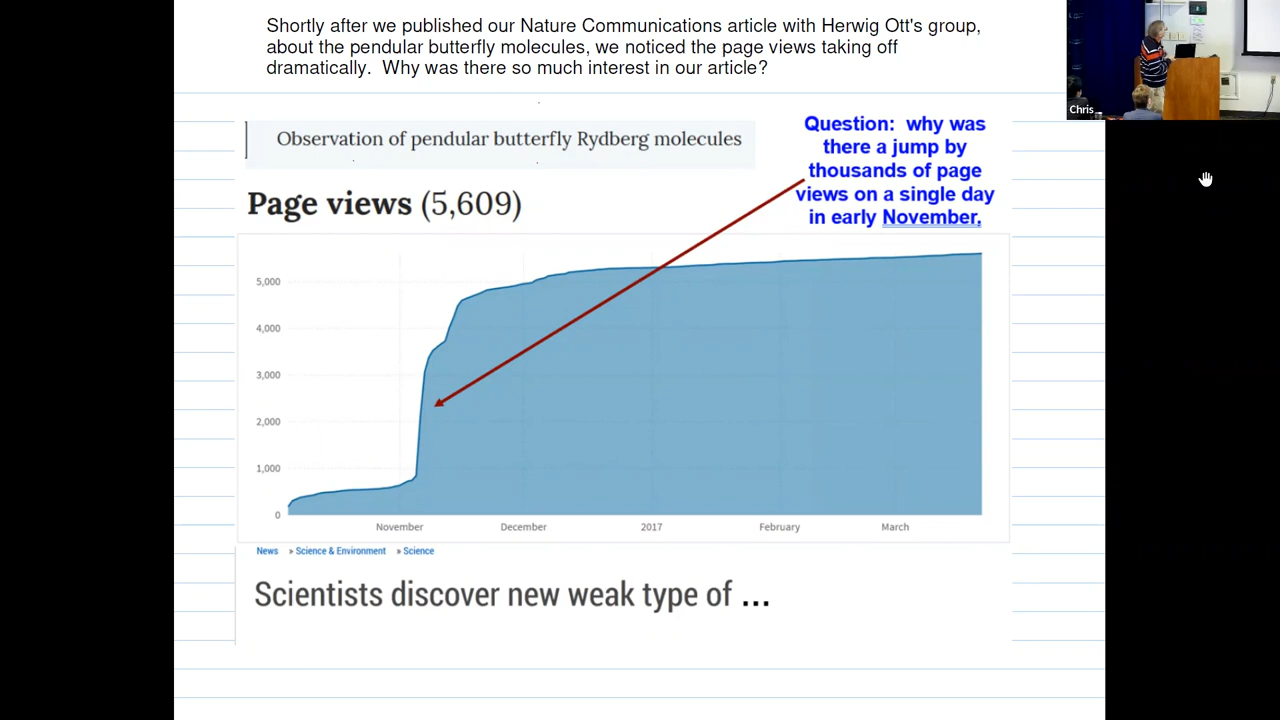 Shortly after we published our Nature Communications article with Herwig Ott's group,
about the pendular butterfly molecules, we noticed the page views taking off
dramatically.  Why was there so much interest in our article?
Chris
Observation of pendular butterfly Rydberg molecules
Question:  why was
there a jump by
thousands of page
views on a single day
in early November.
Page views (5,609)
5,000
4,000
3,000
2,000
1,000
0
November December 2017 February March
News » Science & Environment » Science
Scientists discover new weak type of ...